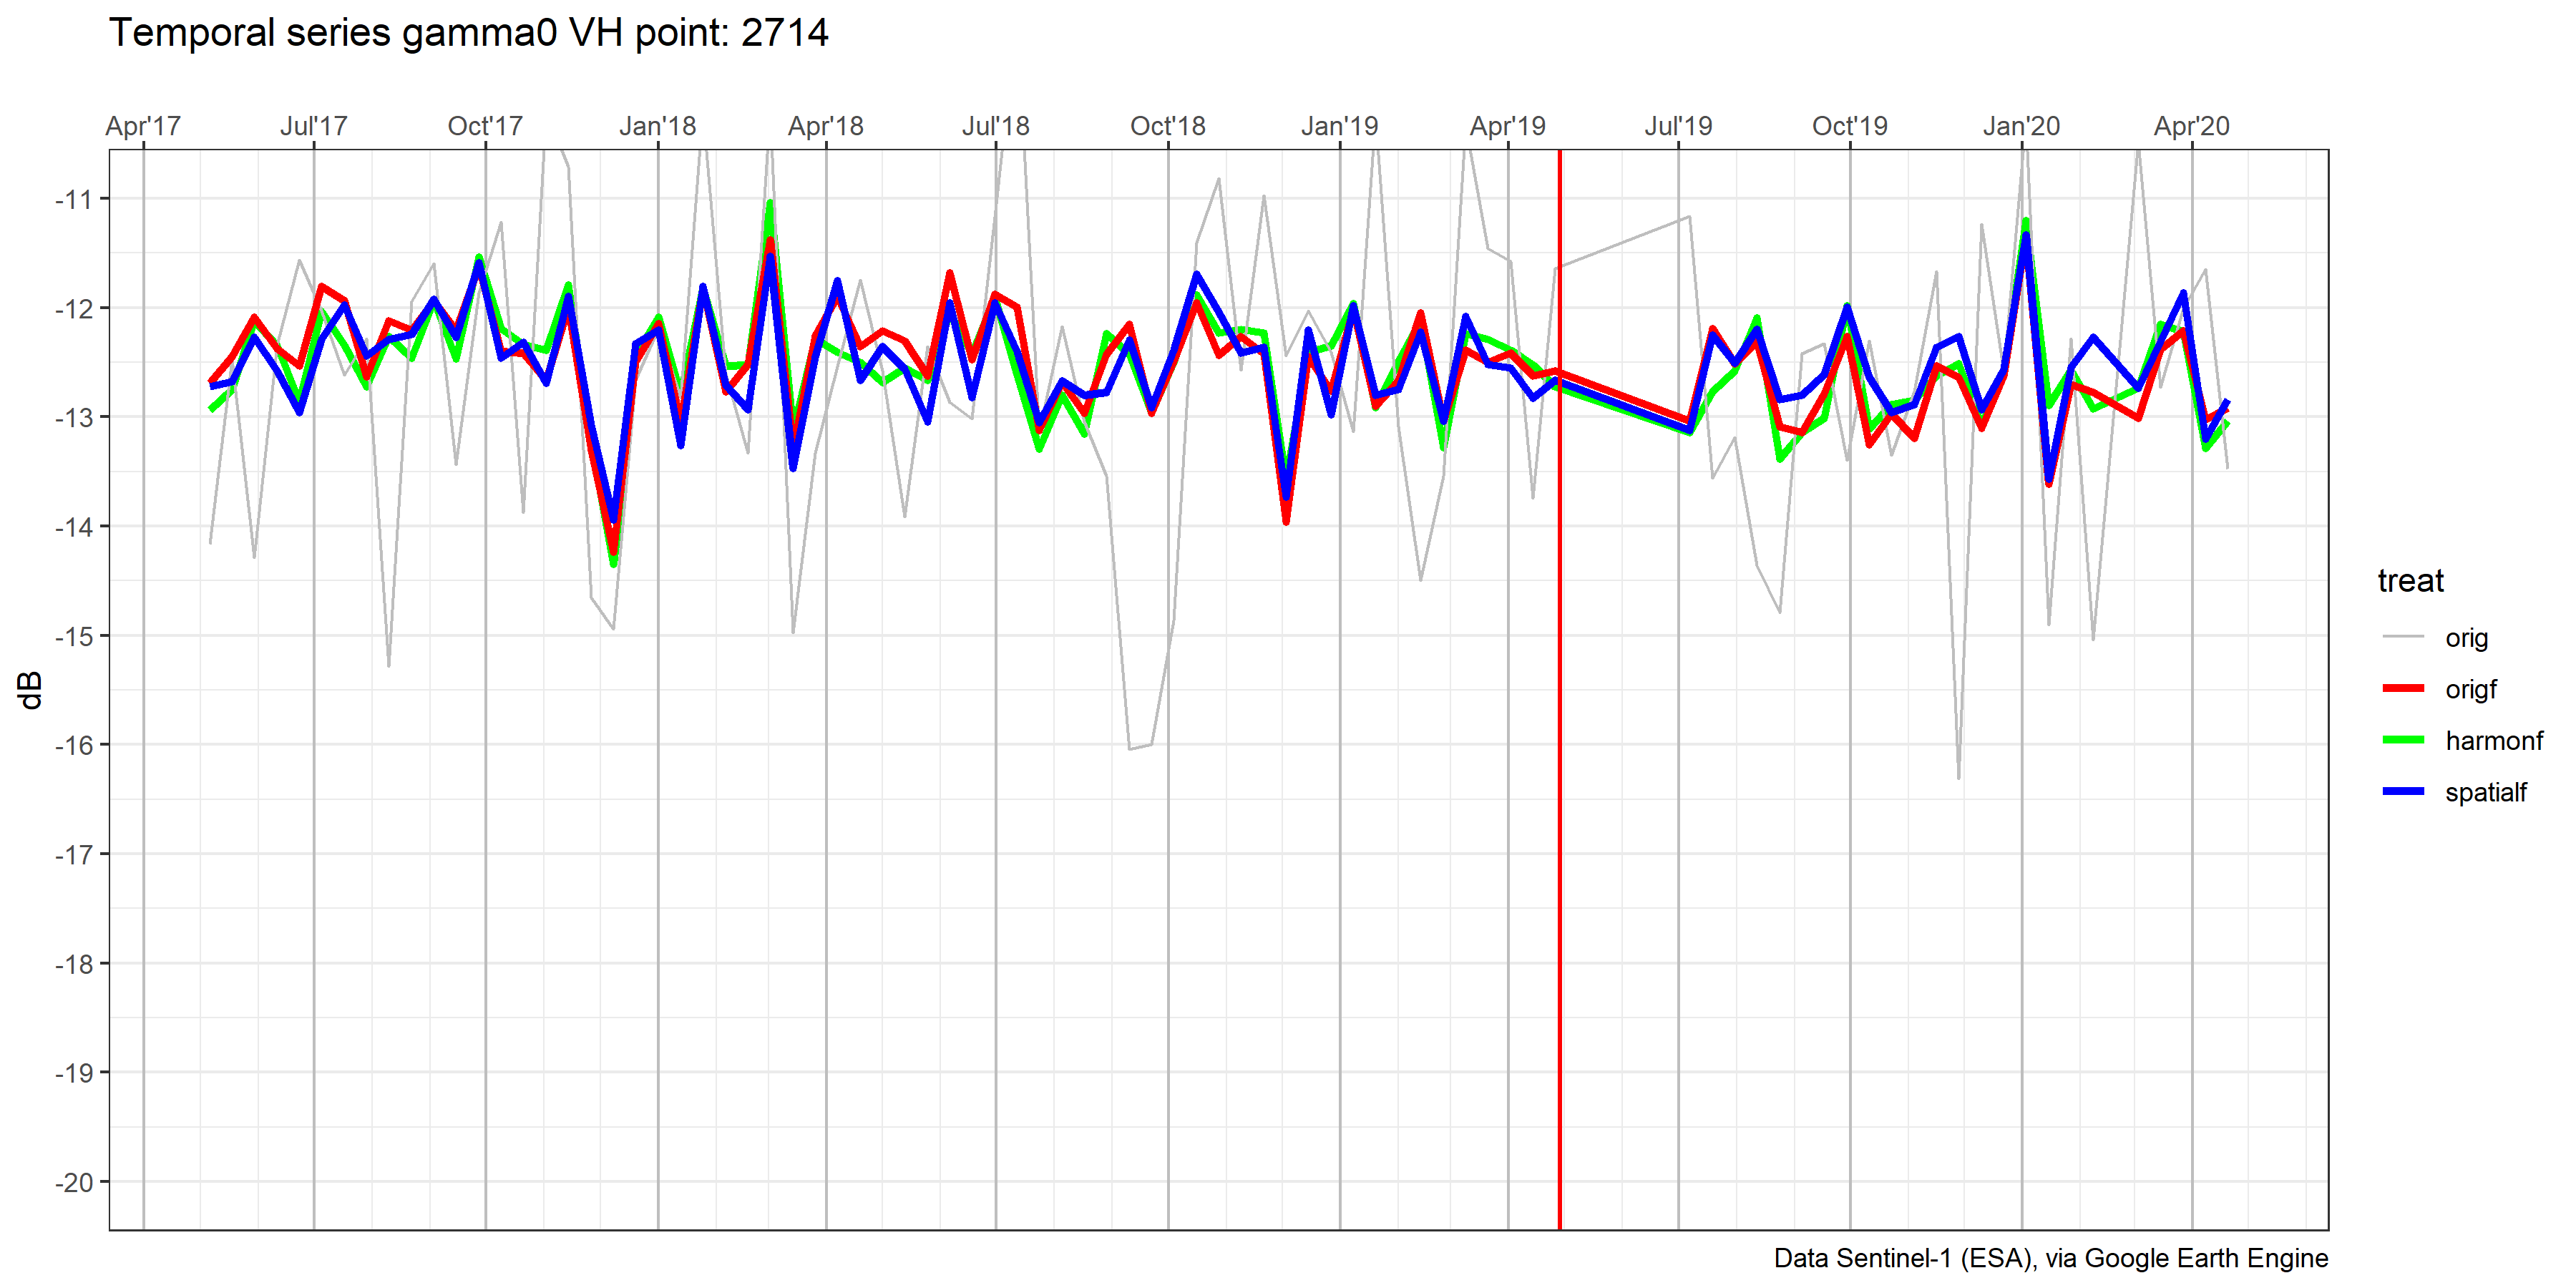 Temporal series gamma0 VH point: 2714
Apr'17 Jul'17 Oct'17 Jan'18 Apr'18 Jul'18 Oct'18 Jan'19 Apr'19 Jul'19 Oct'19 Jan'20 Apr'20
-11
-12
-13
-14
-15
-16
-17
-18
-19
-20
dB
treat
orig
origf
harmonf
spatialf
Data Sentinel-1 (ESA), via Google Earth Engine